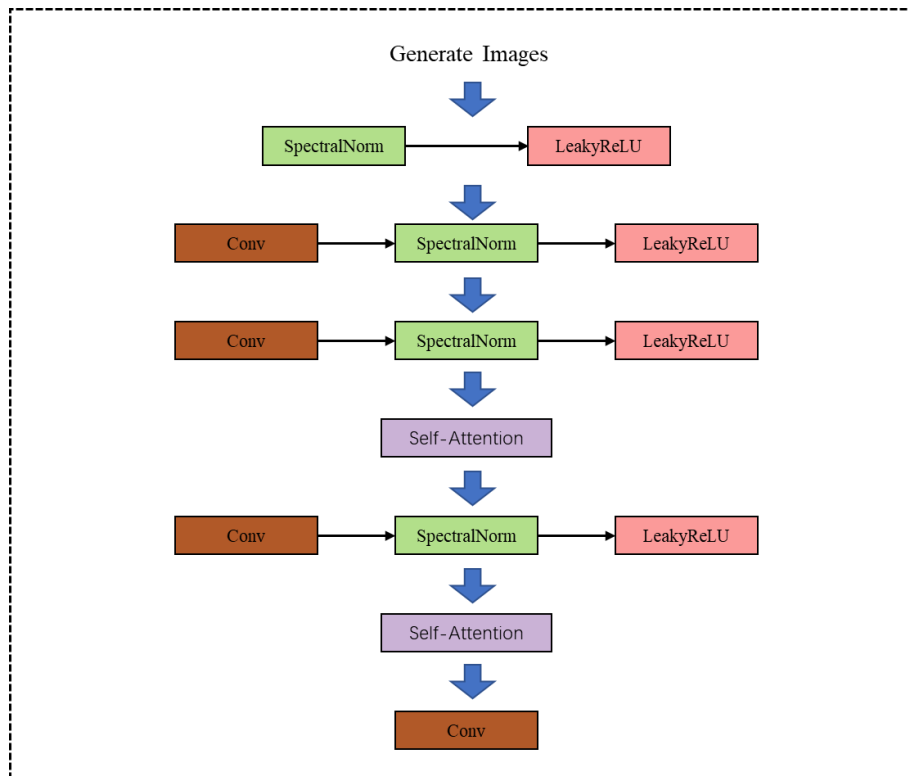 Generate Images
SpectralNorm LeakyReLU
Conv SpectralNorm LeakyReLU
Conv SpectralNorm LeakyReLU
Self-Attention
Conv SpectralNorm LeakyReLU
Self-Attention
Conv